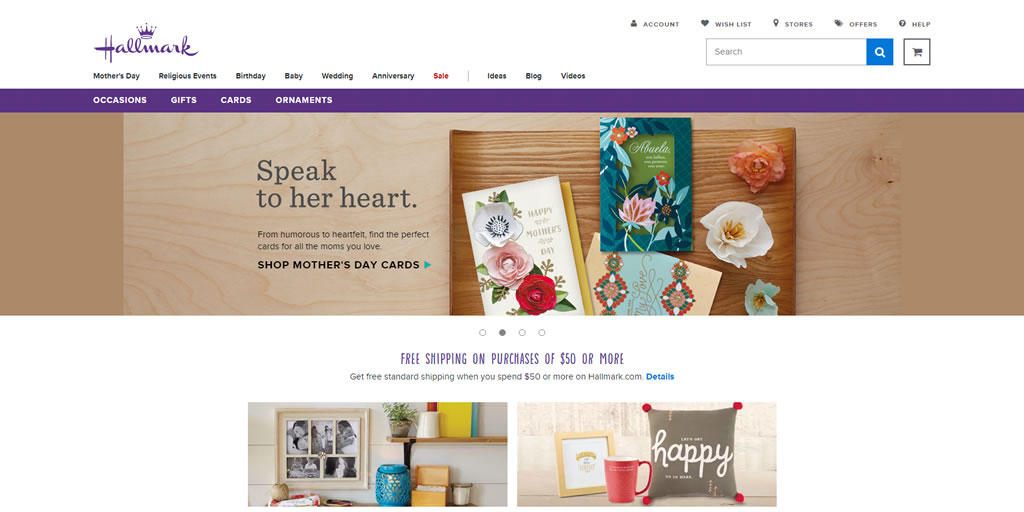 ACCOUNT
WISH LIST
STORES
OFFERS
HELP
Hallmark
Search
Mother's Day
Religious Events
Birthday
Baby
Wedding
Anniversary
Sale
Ideas
Blog
Videos
OCCASIONS
GIFTS
CARDS
ORNAMENTS
Speak
to her heart.
From humorous to heartfelt, find the perfect
cards for all the moms you love.
SHOP MOTHER'S DAY CARDS
HAPPY
MOTHER'S
DAY
Abuela,
my love
FREE SHIPPING ON PURCHASES OF $50 OR MORE
Get free standard shipping when you spend $50 or more on Hallmark.com. Details
LET'S GET
happy